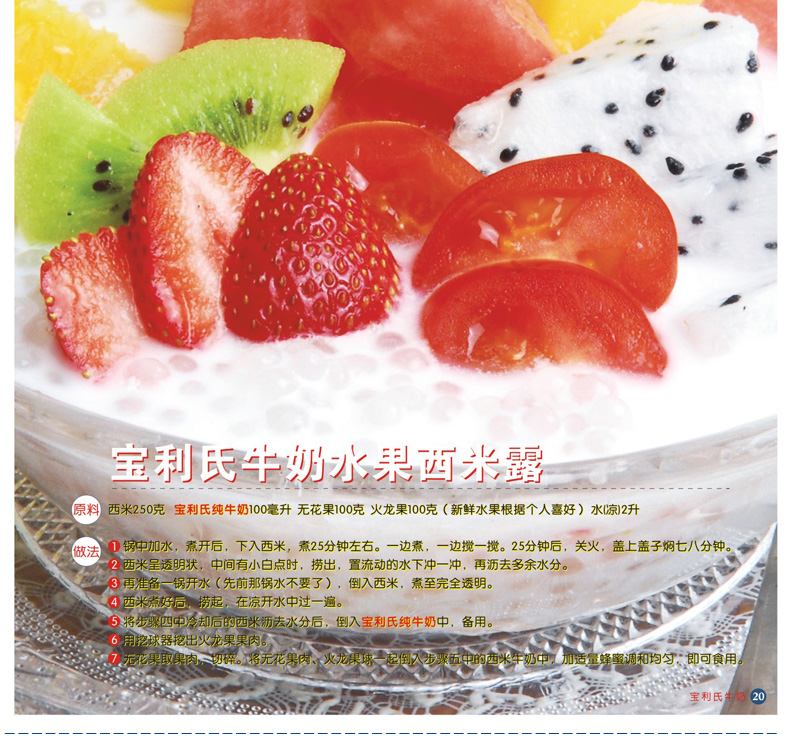 宝利氏牛奶水果西米露
原料 西米250克 宝利氏纯牛奶100毫升 无花果100克 火龙果100克（新鲜水果根据个人喜好）水(凉)2升
做法 1 锅中加水，煮开后，下入西米，煮25分钟左右。一边煮，一边搅一搅。25分钟后，关火，盖上盖子焖七八分钟。
2 西米呈透明状，中间有小白点时，捞出，置流动的水下冲一冲，再沥去多余水分。
3 再准备一锅开水（先前那锅水不要了），倒入西米，煮至完全透明。
4 西米煮好后，捞起，在凉开水中过一遍。
5 将步骤四中冷却后的西米沥去水分后，倒入宝利氏纯牛奶中，备用。
6 用挖球器挖出火龙果果肉。
7 无花果取果肉，切碎。将无花果肉、火龙果球一起倒入步骤五中的西米牛奶中，加适量蜂蜜调和均匀，即可食用。
宝利氏牛奶 20